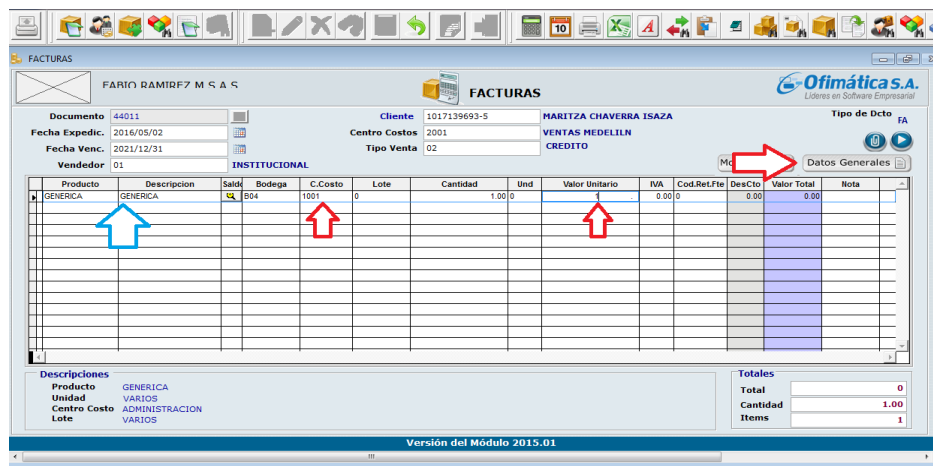 10
FACTURAS
FABIO RAMIREZ M S A S
FACTURAS
Ofimática S.A.
Lideres en Software Empresarial
Documento 44011 Cliente 1017139693-5 MARITZA CHAVERRA ISAZA Tipo de Dcto FA
Fecha Expedic. 2016/05/02 Centro Costos 2001 VENTAS MEDELILN
Fecha Venc. 2021/12/31 Tipo Venta 02 CREDITO
Vendedor 01 INSTITUCIONAL Mo Datos Generales
Producto Descripcion Saldo Bodega C.Costo Lote Cantidad Und Valor Unitario IVA Cod.Ret.Fte DesCto Valor Total Nota
GENERICA GENERICA B04 1001 0 1.00 0 1 . 0.00 0 0.00 0.00
Descripciones
Producto GENERICA
Unidad VARIOS
Centro Costo ADMINISTRACION
Lote VARIOS
Totales
Total 0
Cantidad 1.00
Items 1
Versión del Módulo 2015.01